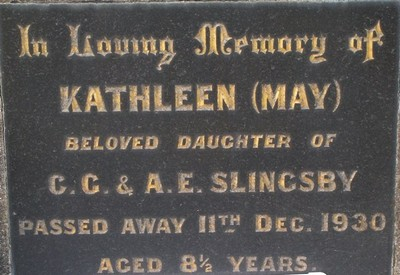 In Loving Memory of
KATHLEEN (MAY)
BELOVED DAUGHTER OF
C. C. & A. E. SLINGSBY
PASSED AWAY 11TH DEC. 1930
AGED 8½ YEARS.